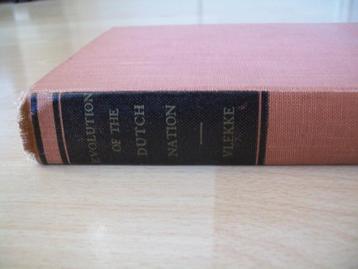 EVOLUTION
OF THE
DUTCH
NATION
—
VLEKKE